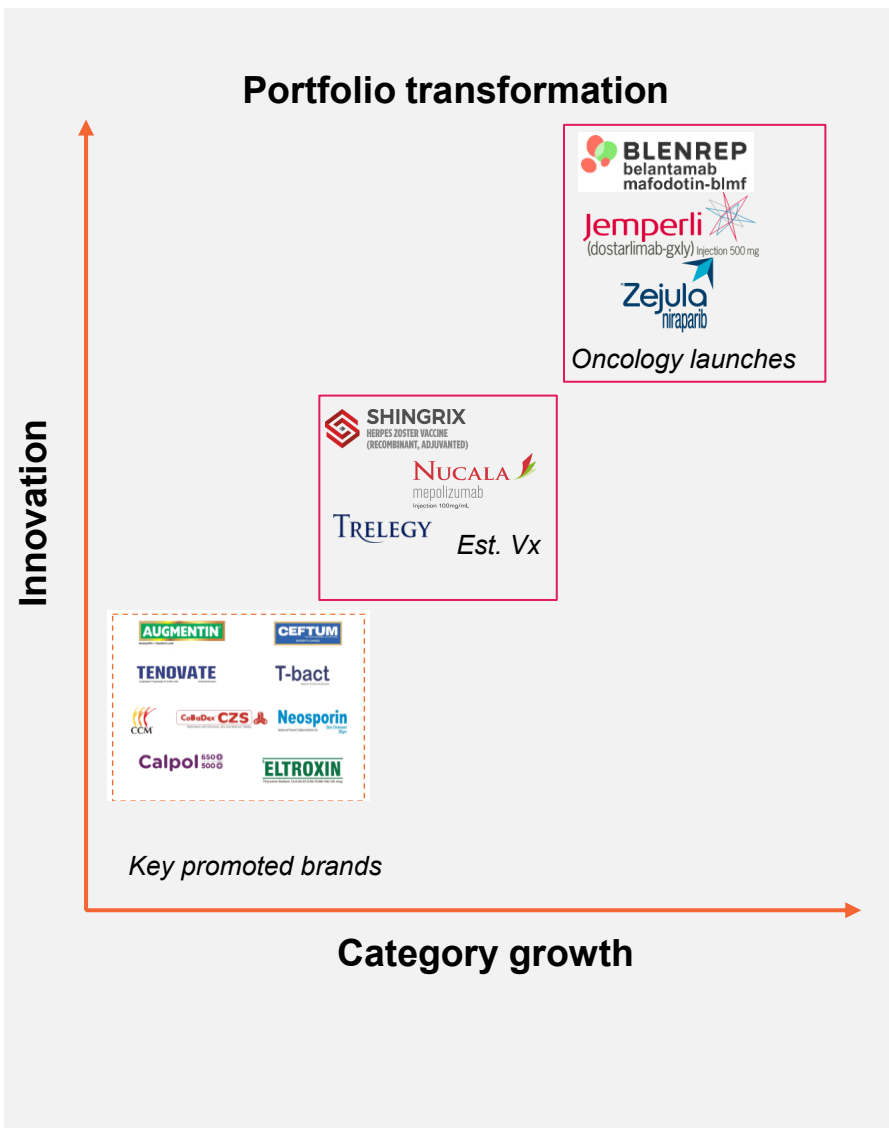 Portfolio transformation
BLENREP
belantamab
mafodotin-blmf
Jemperli
(dostarlimab-gxly) Injection 500 mg
Zejula
niraparib
Oncology launches
Innovation
SHINGRIX
HERPES ZOSTER VACCINE
(RECOMBINANT, ADJUVANTED)
NUCALA
mepolizumab
Injection 100mg/mL
TRELEGY
Est. Vx
AUGMENTIN
CEFTUM
TENOVATE
T-bact
CCM
CoBaDex CZS
Neosporin
Calpol 650
500
ELTROXIN
Key promoted brands
Category growth